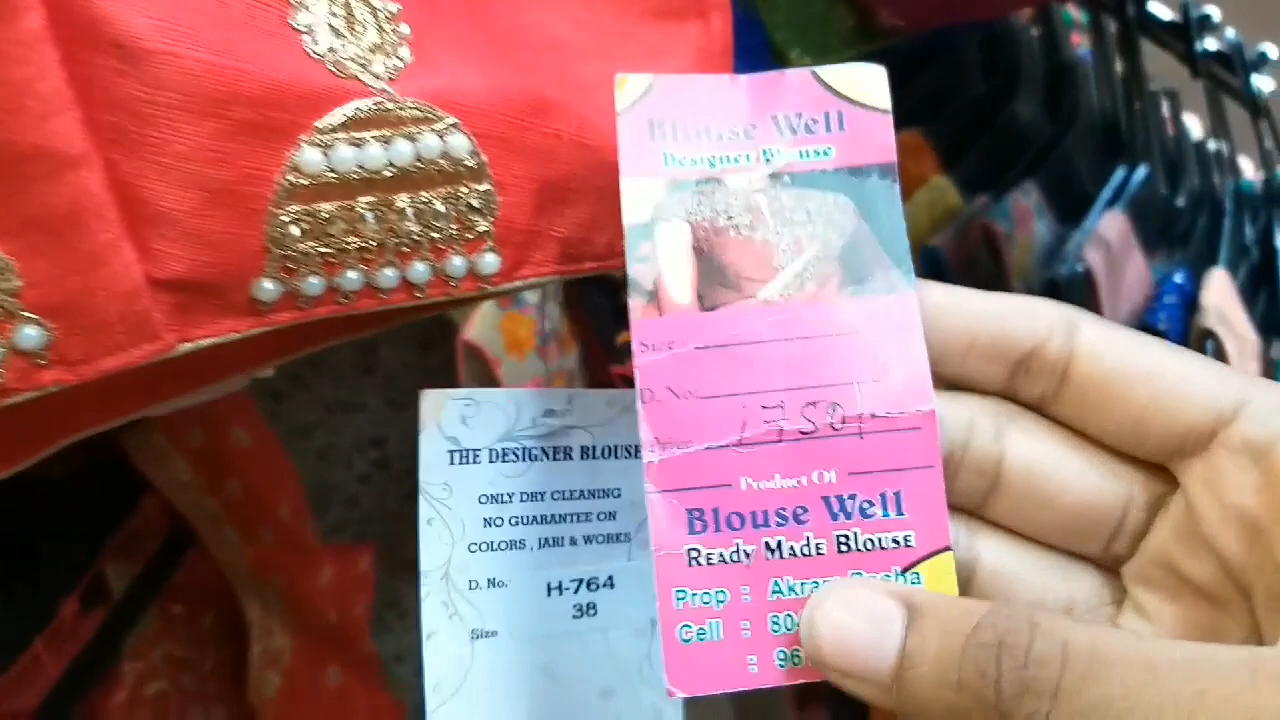 Blouse Well
Designer Blouse
Size:
D. No.
Price 1750/-
Product Of
Blouse Well
READY MADE BLOUSE
Prop :
Cell :
:
THE DESIGNER BLOUSE
ONLY DRY CLEANING
NO GUARANTEE ON
COLORS , JARI & WORKS
D. No. H-764
38
Size